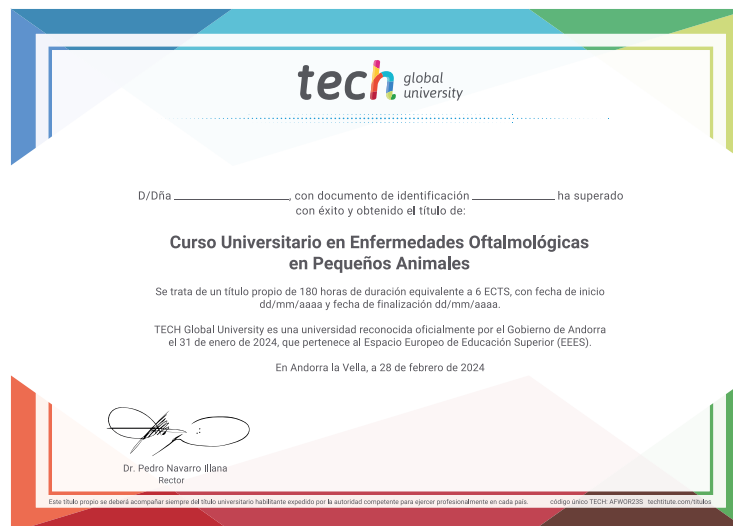 tech global university
D/Dña ______________, con documento de identificación ______________ ha superado
con éxito y obtenido el título de:
Curso Universitario en Enfermedades Oftalmológicas
en Pequeños Animales
Se trata de un título propio de 180 horas de duración equivalente a 6 ECTS, con fecha de inicio
dd/mm/aaaa y fecha de finalización dd/mm/aaaa.
TECH Global University es una universidad reconocida oficialmente por el Gobierno de Andorra
el 31 de enero de 2024, que pertenece al Espacio Europeo de Educación Superior (EEES).
En Andorra la Vella, a 28 de febrero de 2024
Dr. Pedro Navarro Illana
Rector
Este título propio se deberá acompañar siempre del título universitario habilitante expedido por la autoridad competente para ejercer profesionalmente en cada país. código único TECH: AFWOR23S techtitute.com/titulos